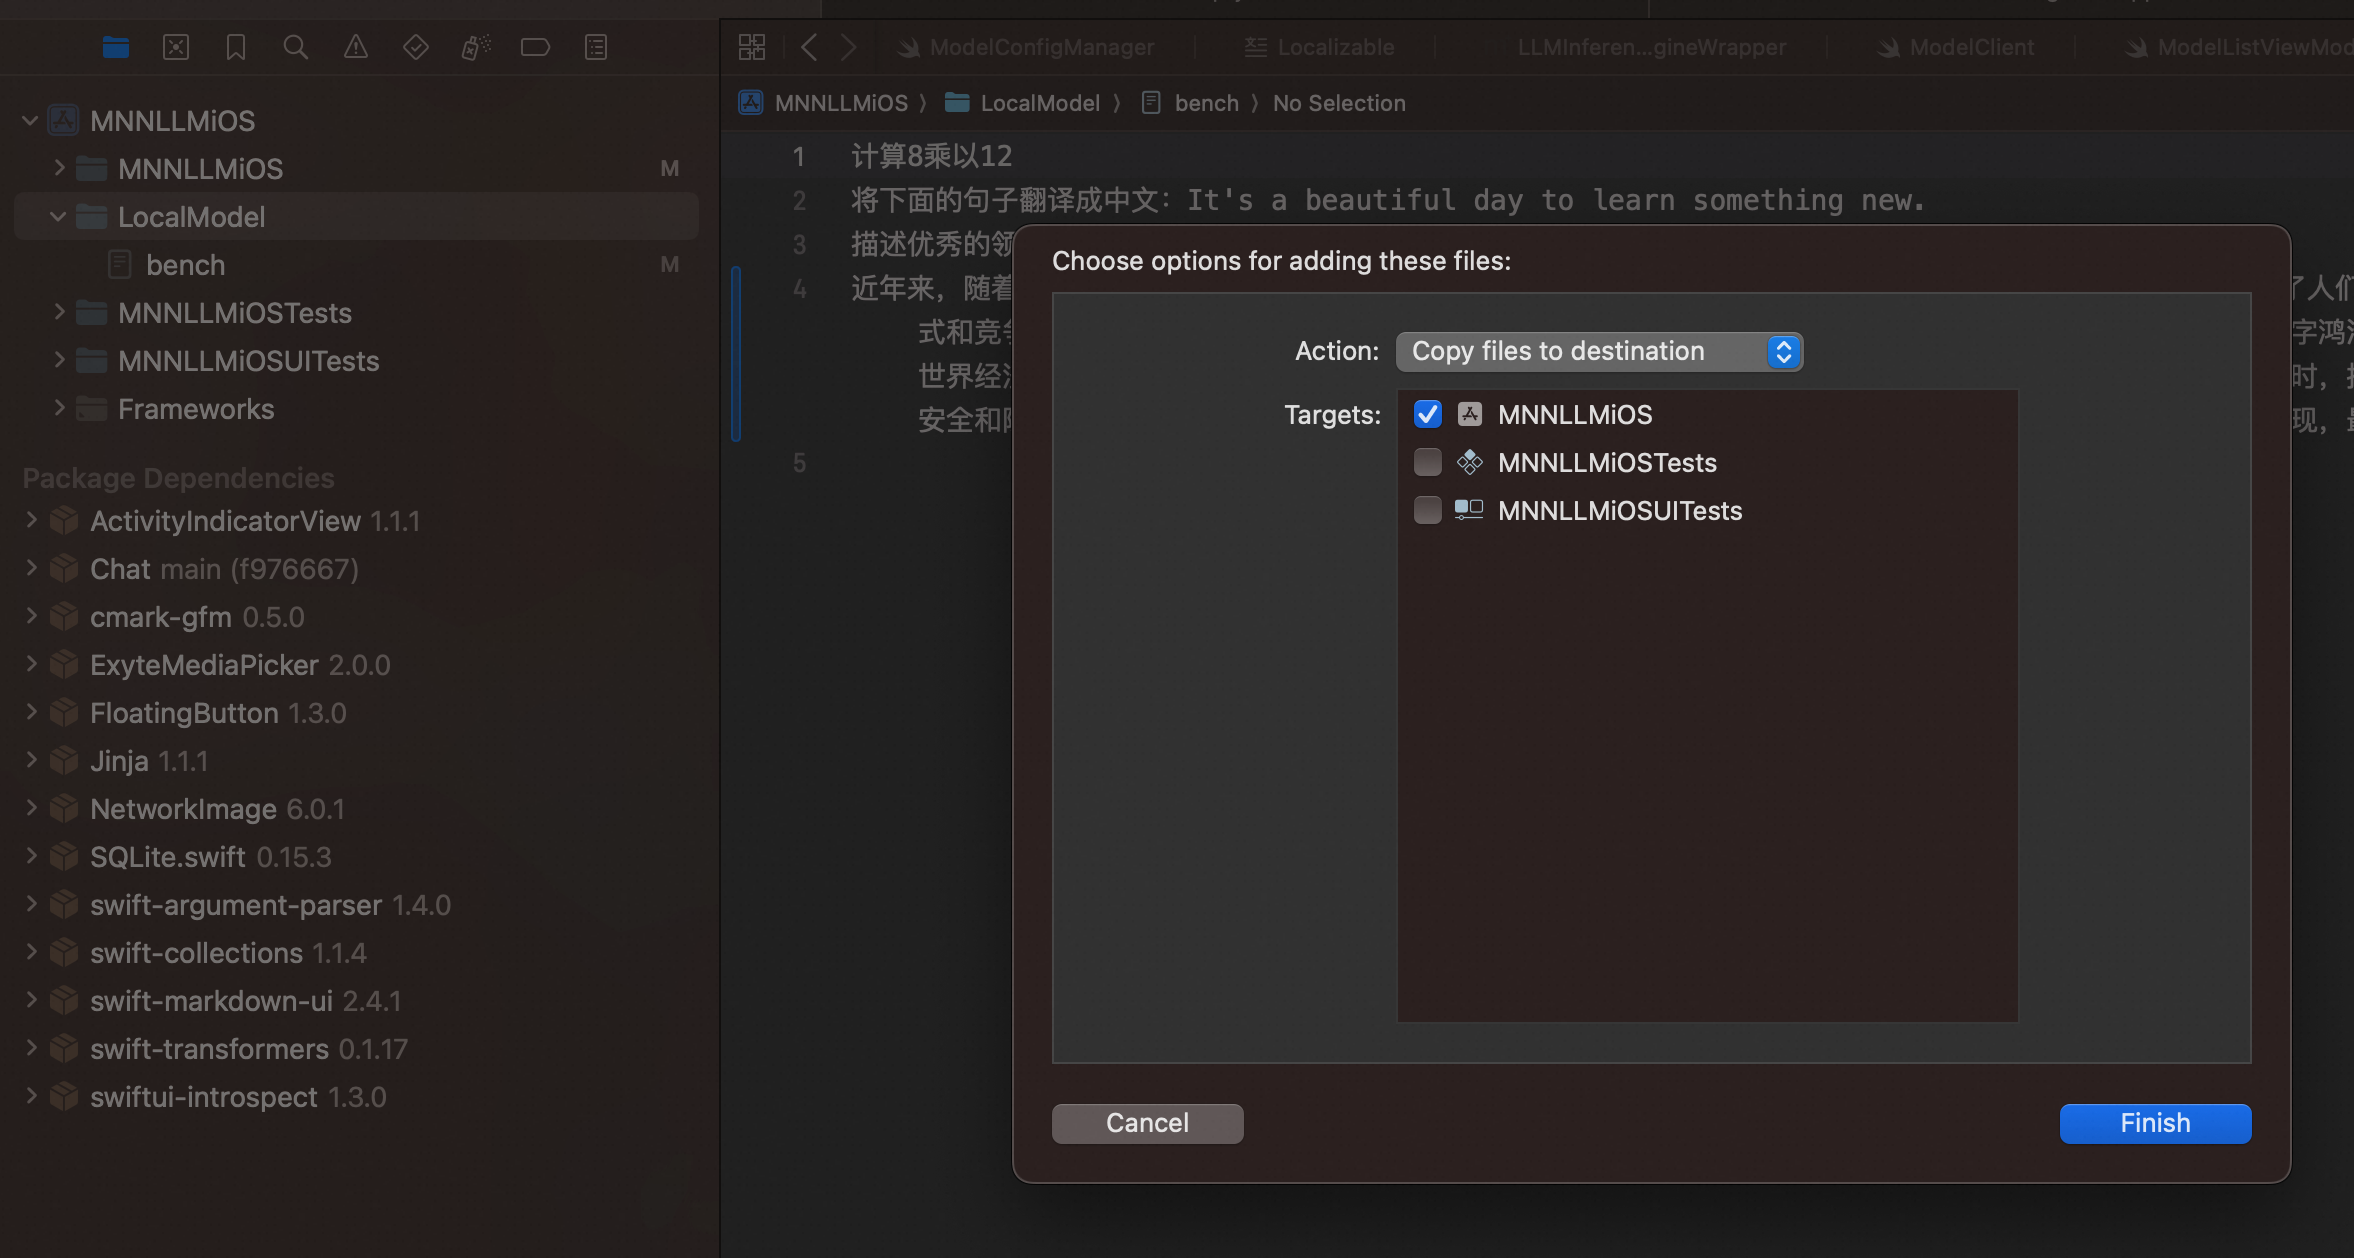 ModelConfigManager
Localizable
LLMInferen...gineWrapper
ModelClient
MNNLLMiOS
LocalModel
bench
No Selection
MNNLLMiOS
MNNLLMiOS M
LocalModel
bench M
MNNLLMiOSTests
MNNLLMiOSUITests
Frameworks
Package Dependencies
ActivityIndicatorView 1.1.1
Chat main (f976667)
cmark-gfm 0.5.0
ExyteMediaPicker 2.0.0
FloatingButton 1.3.0
Jinja 1.1.1
NetworkImage 6.0.1
SQLite.swift 0.15.3
swift-argument-parser 1.4.0
swift-collections 1.1.4
swift-markdown-ui 2.4.1
swift-transformers 0.1.17
swiftui-introspect 1.3.0
1 计算8乘以12
2 将下面的句子翻译成中文：It's a beautiful day to learn something new.
3 描述优秀的领
4 近年来，随着 了人们
式和竞争 字鸿沟
世界经济 时，
安全和 现，
5
Choose options for adding these files:
Action: Copy files to destination
Targets: MNNLLMiOS
MNNLLMiOSTests
MNNLLMiOSUITests
Cancel
Finish